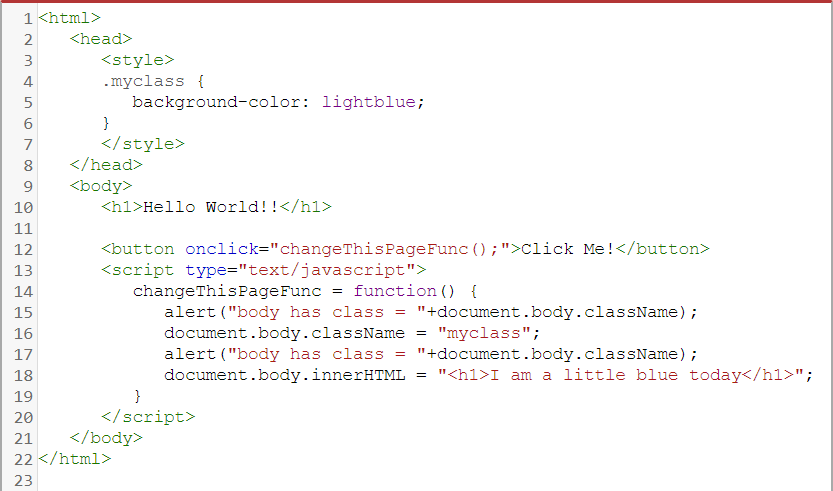 1 <html>
2    <head>
3       <style>
4       .myclass {
5          background-color: lightblue;
6       }
7       </style>
8    </head>
9    <body>
10       <h1>Hello World!!</h1>
11
12       <button onclick="changeThisPageFunc();">Click Me!</button>
13       <script type="text/javascript">
14          changeThisPageFunc = function() {
15             alert("body has class = "+document.body.className);
16             document.body.className = "myclass";
17             alert("body has class = "+document.body.className);
18             document.body.innerHTML = "<h1>I am a little blue today</h1>";
19          }
20       </script>
21    </body>
22 </html>
23